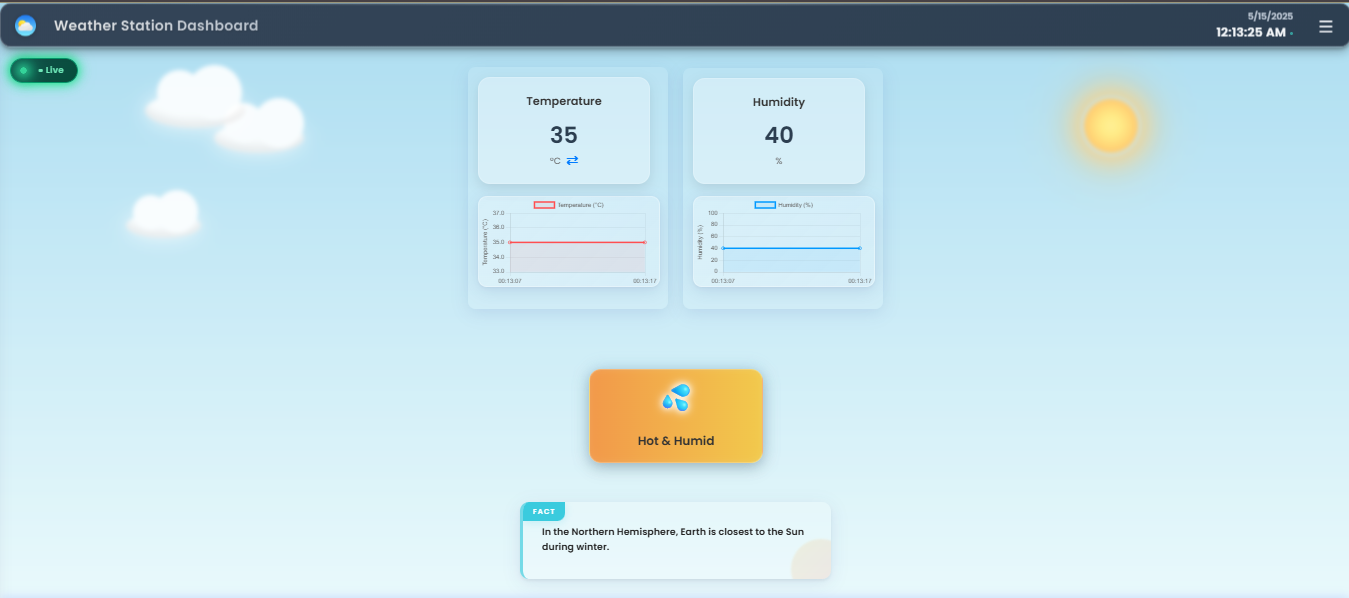 Weather Station Dashboard
5/15/2025
12:13:25 AM
Live
Temperature
35
°C
Temperature (°C)
Temperature (°C)
37.0
36.0
35.0
34.0
33.0
00:13:07
00:13:17
Humidity
40
%
Humidity (%)
Humidity (%)
100
80
60
40
20
0
00:13:07
00:13:17
Hot & Humid
FACT
In the Northern Hemisphere, Earth is closest to the Sun
during winter.